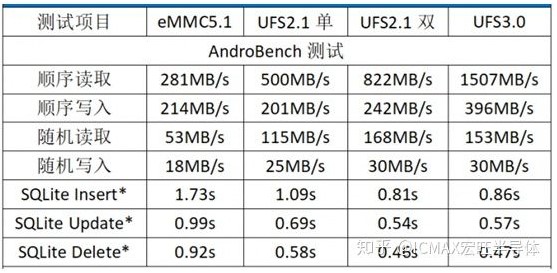 测试项目 eMMC5.1 UFS2.1 单 UFS2.1 双 UFS3.0
AndroBench 测试
顺序读取 281MB/s 500MB/s 822MB/s 1507MB/s
顺序写入 214MB/s 201MB/s 242MB/s 396MB/s
随机读取 53MB/s 115MB/s 168MB/s 153MB/s
随机写入 18MB/s 25MB/s 30MB/s 30MB/s
SQLite Insert* 1.73s 1.09s 0.81s 0.86s
SQLite Update* 0.99s 0.69s 0.54s 0.57s
SQLite Delete* 0.92s 0.58s 0.46s 0.47s
知乎 @ICMAX宏旺半导体